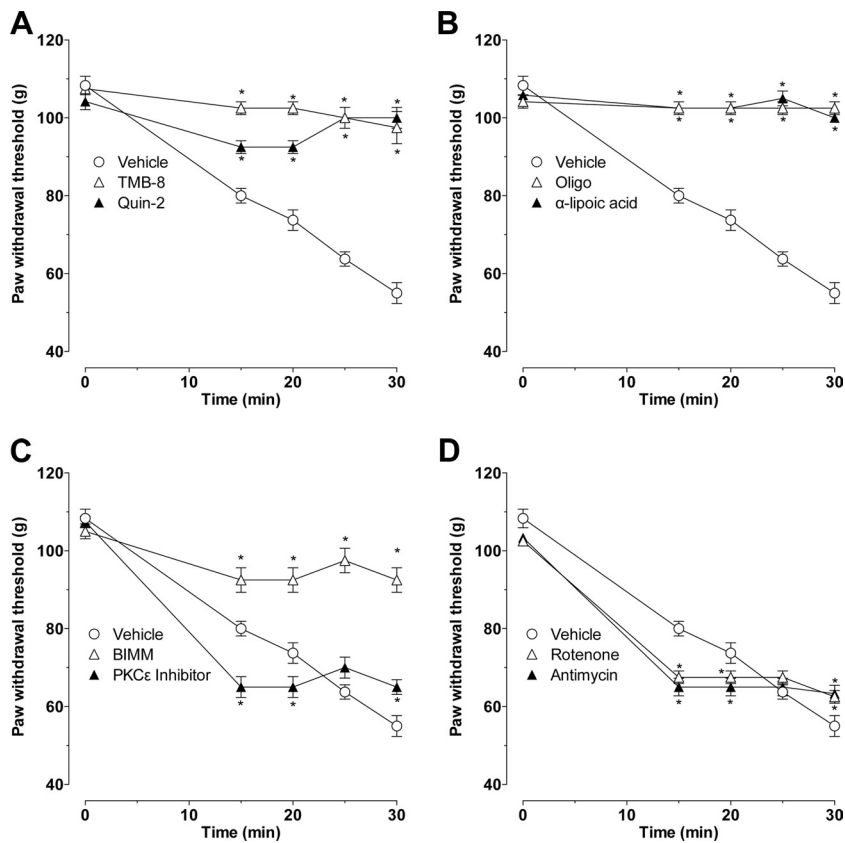 A
120
100
80
60
40
Paw withdrawal threshold (g)
* * * *
* * * *
Vehicle
TMB-8
Quin-2
0 10 20 30
Time (min)
B
120
100
80
60
40
Paw withdrawal threshold (g)
* * * *
* * * *
Vehicle
Oligo
α-lipoic acid
0 10 20 30
Time (min)
C
120
100
80
60
40
Paw withdrawal threshold (g)
* * * *
Vehicle
BIMM
PKCε Inhibitor
* * *
0 10 20 30
Time (min)
D
120
100
80
60
40
Paw withdrawal threshold (g)
Vehicle
Rotenone
Antimycin
* * *
* * *
0 10 20 30
Time (min)